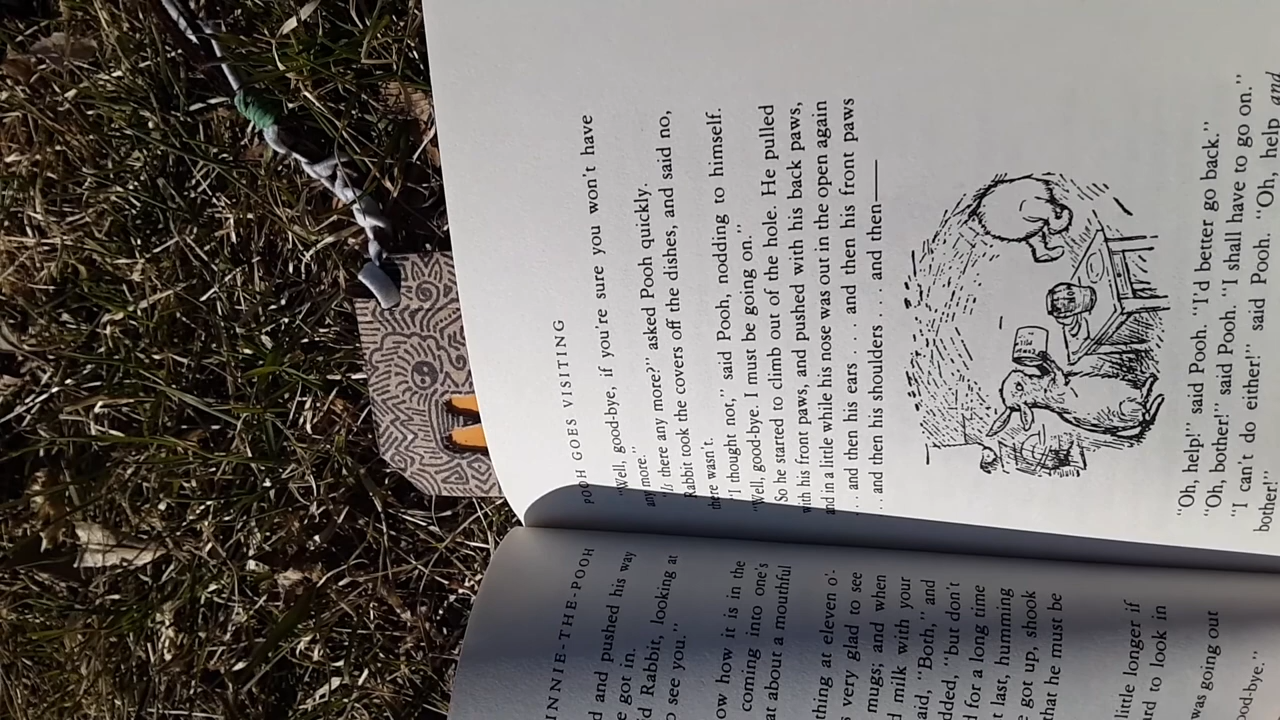 INNIE-THE-POOH
d and pushed his way
e got in.
d Rabbit, looking at
o see you."
ow how it is in the
coming into one's
at about a mouthful
thing at eleven o'.
s very glad to see
mugs; and when
d milk with your
aid, "Both," and
dded, "but don't
d for a long time
t last, humming
e got up, shook
that he must be
little longer if
rd to look in
was going out
ood-bye."
POOH GOES VISITING
"Well, good-bye, if you're sure you won't have
any more."
"Is there any more?" asked Pooh quickly.
Rabbit took the covers off the dishes, and said no,
there wasn't.
"I thought not," said Pooh, nodding to himself.
"Well, good-bye. I must be going on."
So he started to climb out of the hole. He pulled
with his front paws, and pushed with his back paws,
and in a little while his nose was out in the open again
. . . and then his ears . . . and then his front paws
. . . and then his shoulders . . . and then——
"Oh, help!" said Pooh. "I'd better go back."
"Oh, bother!" said Pooh. "I shall have to go on."
"I can't do either!" said Pooh. "Oh, help and
bother!"